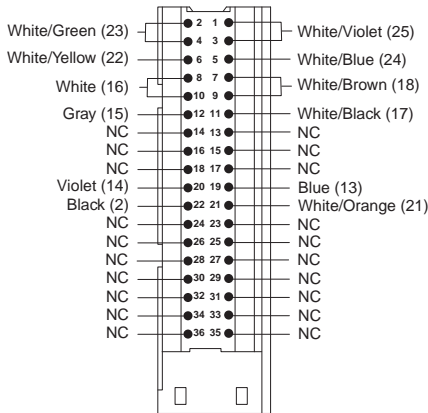 White/Green (23) 2 1 White/Violet (25)
4 3
White/Yellow (22) 6 5 White/Blue (24)
White (16) 8 7 White/Brown (18)
10 9
Gray (15) 12 11 White/Black (17)
NC 14 13 NC
NC 16 15 NC
NC 18 17 NC
Violet (14) 20 19 Blue (13)
Black (2) 22 21 White/Orange (21)
NC 24 23 NC
NC 26 25 NC
NC 28 27 NC
NC 30 29 NC
NC 32 31 NC
NC 34 33 NC
NC 36 35 NC